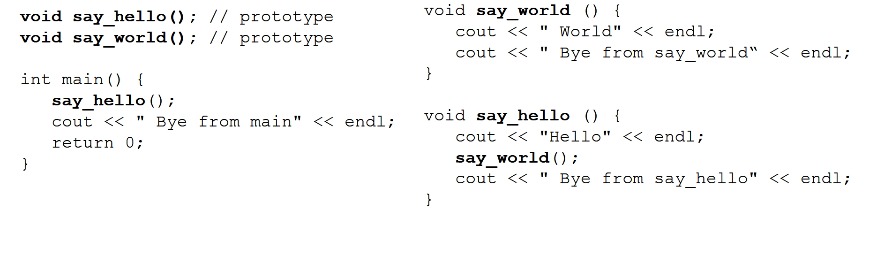 void say_hello(); // prototype
void say_world(); // prototype
int main() {
say_hello();
cout << " Bye from main" << endl;
return 0;
}
void say_world () {
cout << " World" << endl;
cout << " Bye from say_world‟ << endl;
}
void say_hello () {
cout << "Hello" << endl;
say_world();
cout << " Bye from say_hello" << endl;
}